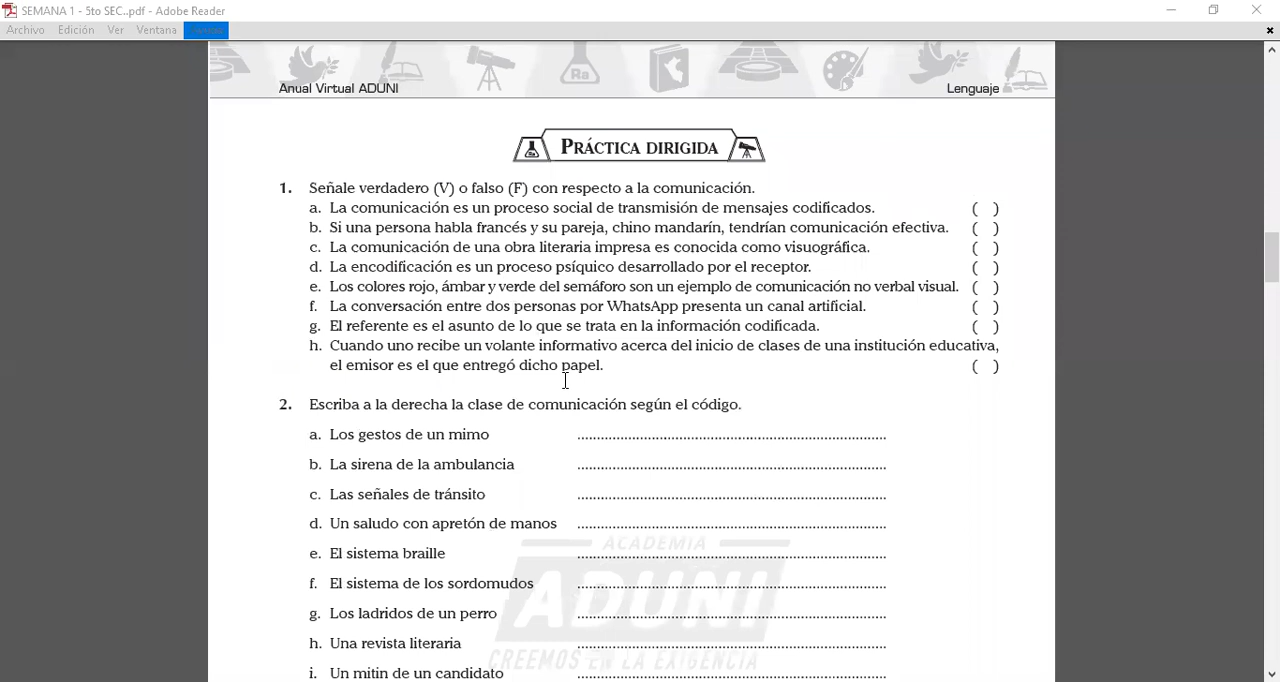 SEMANA 1 - 5to SEC..pdf - Adobe Reader
Archivo Edición Ver Ventana
Ra
Anual Virtual ADUNI Lenguaje
PRÁCTICA DIRIGIDA
1. Señale verdadero (V) o falso (F) con respecto a la comunicación.
a. La comunicación es un proceso social de transmisión de mensajes codificados. ( )
b. Si una persona habla francés y su pareja, chino mandarín, tendrían comunicación efectiva. ( )
c. La comunicación de una obra literaria impresa es conocida como visuográfica. ( )
d. La encodificación es un proceso psíquico desarrollado por el receptor. ( )
e. Los colores rojo, ámbar y verde del semáforo son un ejemplo de comunicación no verbal visual. ( )
f. La conversación entre dos personas por WhatsApp presenta un canal artificial. ( )
g. El referente es el asunto de lo que se trata en la información codificada. ( )
h. Cuando uno recibe un volante informativo acerca del inicio de clases de una institución educativa,
el emisor es el que entregó dicho papel. ( )
2. Escriba a la derecha la clase de comunicación según el código.
a. Los gestos de un mimo ..............................................................................
b. La sirena de la ambulancia ..............................................................................
c. Las señales de tránsito ..............................................................................
d. Un saludo con apretón de manos ..............................................................................
ACADEMIA
e. El sistema braille ..............................................................................
f. El sistema de los sordomudos ..............................................................................
ADUNI
g. Los ladridos de un perro ..............................................................................
h. Una revista literaria ..............................................................................
CREEMOS EN LA EXIGENCIA
i. Un mitin de un candidato ..............................................................................